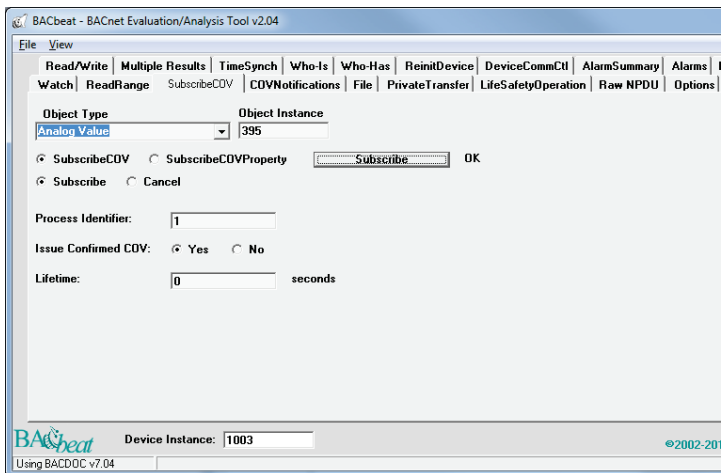 BACbeat - BACnet Evaluation/Analysis Tool v2.04
File View
Read/Write Multiple Results TimeSynch Who-Is Who-Has ReinitDevice DeviceCommCtl AlarmSummary Alarms
Watch ReadRange SubscribeCOV COVNotifications File PrivateTransfer LifeSafetyOperation Raw NPDU Options
Object Type Object Instance
Analog Value 395
SubscribeCOV SubscribeCOVProperty Subscribe OK
Subscribe Cancel
Process Identifier: 1
Issue Confirmed COV: Yes No
Lifetime: 0 seconds
BACbeat Device Instance: 1003 ©2002-201
Using BACDOC v7.04